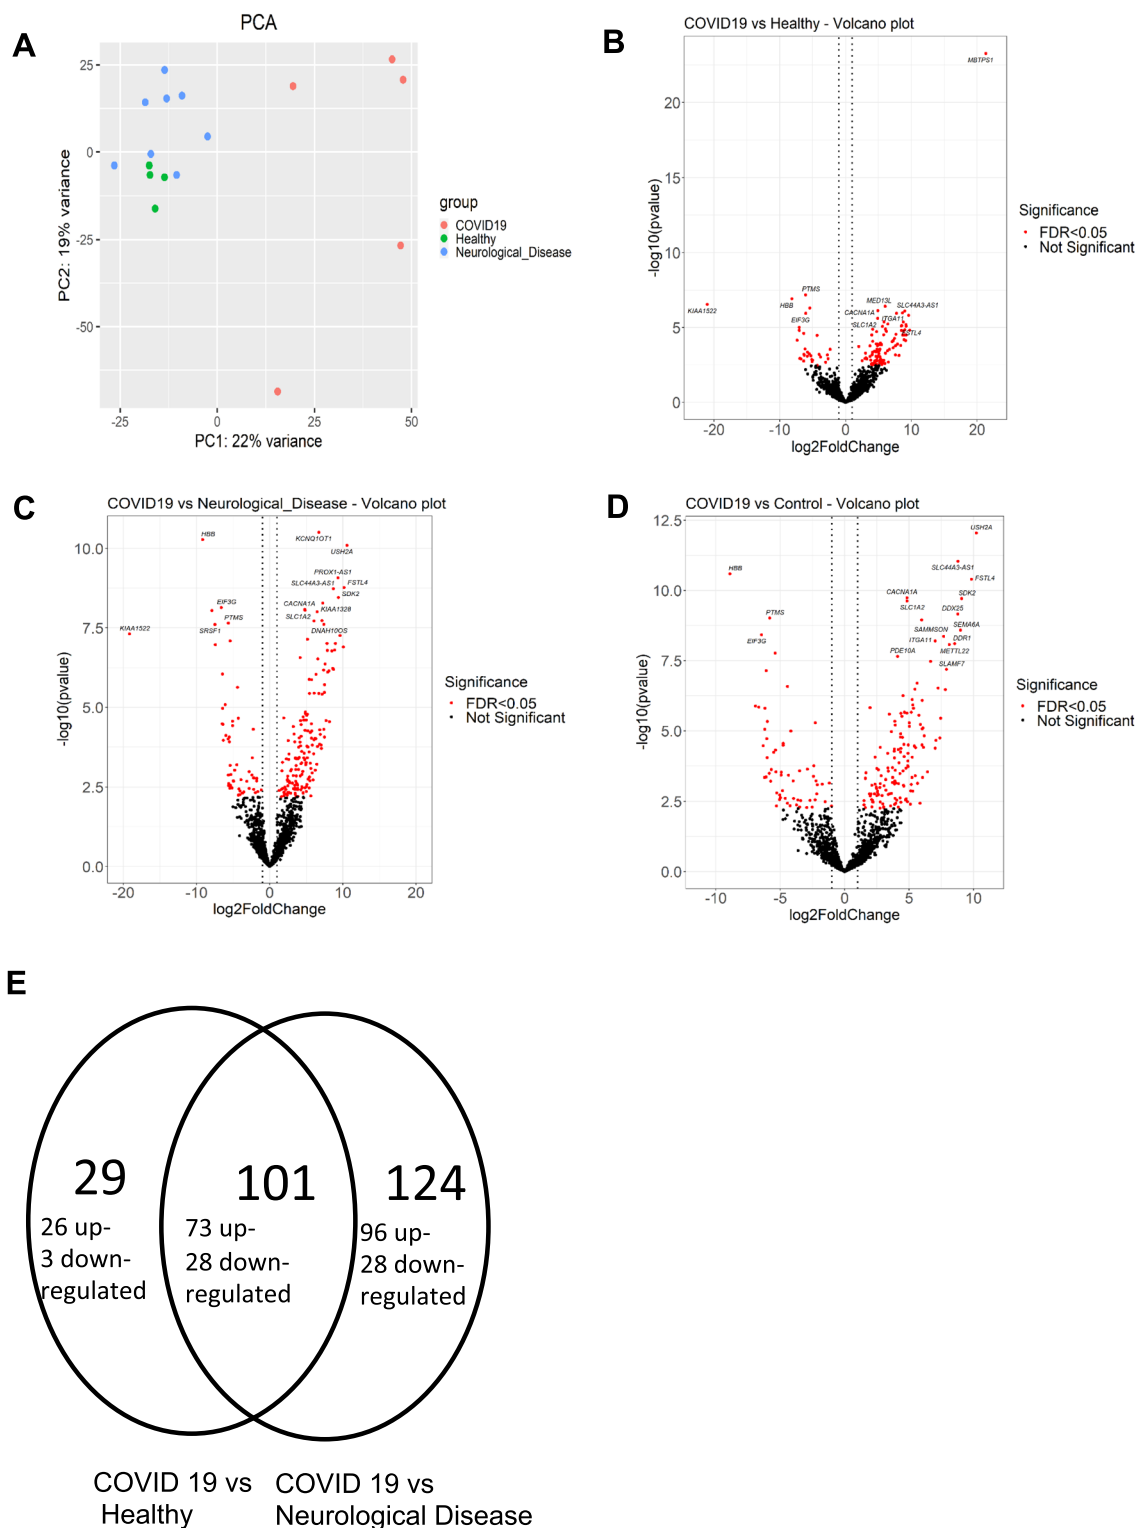 A
PCA
25
0
-25
-50
PC2: 19% variance
-25
0
25
50
PC1: 22% variance
group
COVID19
Healthy
Neurological_Disease
B
COVID19 vs Healthy - Volcano plot
MBTPS1
20
15
10
5
0
-log10(pvalue)
PTMS
HBB
KIAA1522
EIF3G
MED13L
CACNA1A
SLC44A3-AS1
ITGA11
SLC1A2
FSTL4
-20
-10
0
10
20
log2FoldChange
Significance
FDR<0.05
Not Significant
C
COVID19 vs Neurological_Disease - Volcano plot
HBB
KCNQ1OT1
USH2A
PROX1-AS1
SLC44A3-AS1
FSTL4
SDK2
EIF3G
CACNA1A
KIAA1328
PTMS
SLC1A2
KIAA1522
SRSF1
DNAH10OS
10.0
7.5
5.0
2.5
0.0
-log10(pvalue)
-20
-10
0
10
20
log2FoldChange
Significance
FDR<0.05
Not Significant
D
COVID19 vs Control - Volcano plot
USH2A
SLC44A3-AS1
HBB
FSTL4
CACNA1A
SDK2
SLC1A2
DDX25
PTMS
SEMA6A
SAMMSON
EIF3G
ITGA11
DDR1
METTL22
PDE10A
SLAMF7
12.5
10.0
7.5
5.0
2.5
0.0
-log10(pvalue)
-10
-5
0
5
10
log2FoldChange
Significance
FDR<0.05
Not Significant
E
29
26 up-
3 down-
regulated
101
73 up-
28 down-
regulated
124
96 up-
28 down-
regulated
COVID 19 vs
Healthy
COVID 19 vs
Neurological Disease